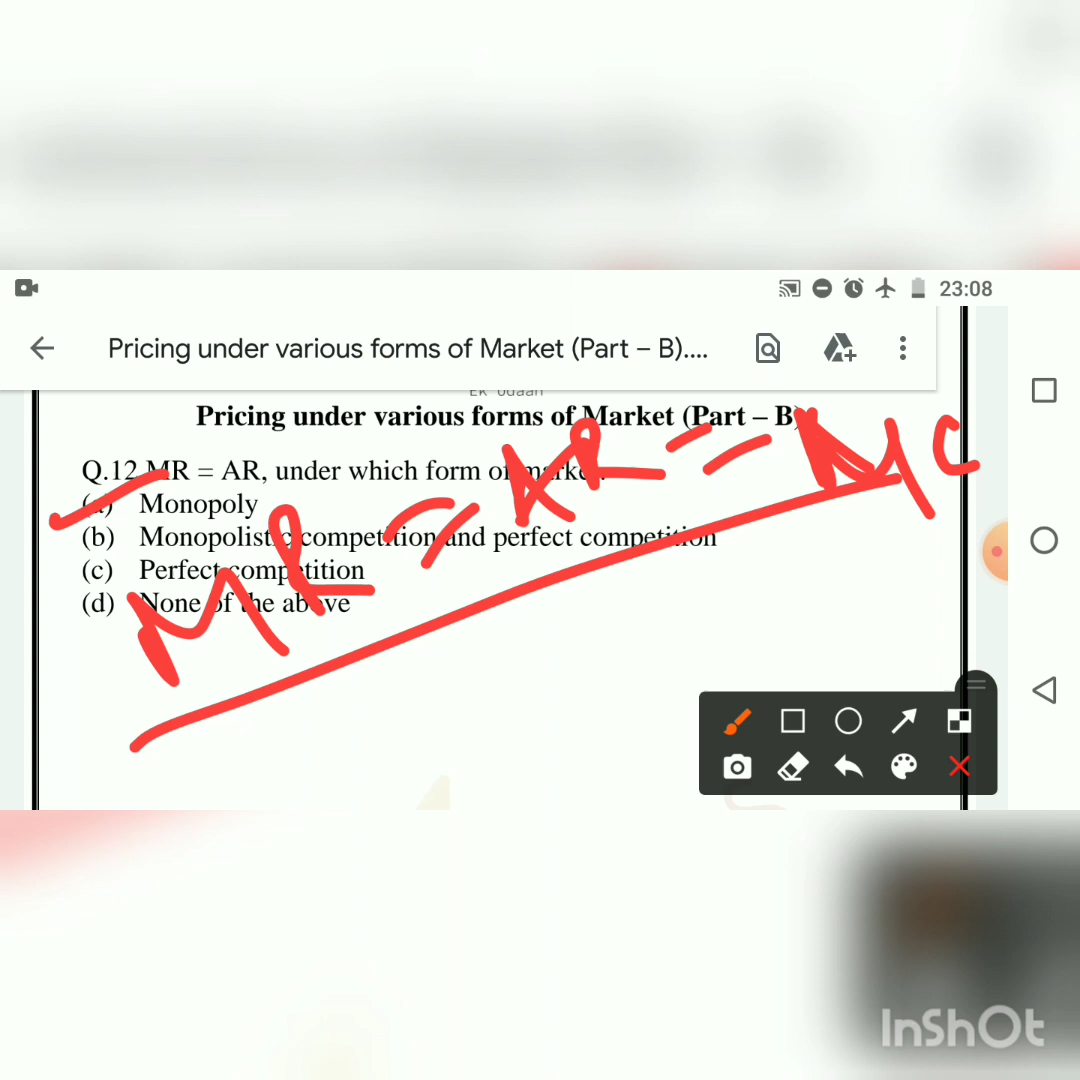 23:08
Pricing under various forms of Market (Part – B)....
Ek Udaan
Pricing under various forms of Market (Part – B)
Q.12 MR = AR, under which form of market
(a) Monopoly
(b) Monopolistic competition and perfect competition
(c) Perfect competition
(d) None of the above
MR = AR = MC
InShOt